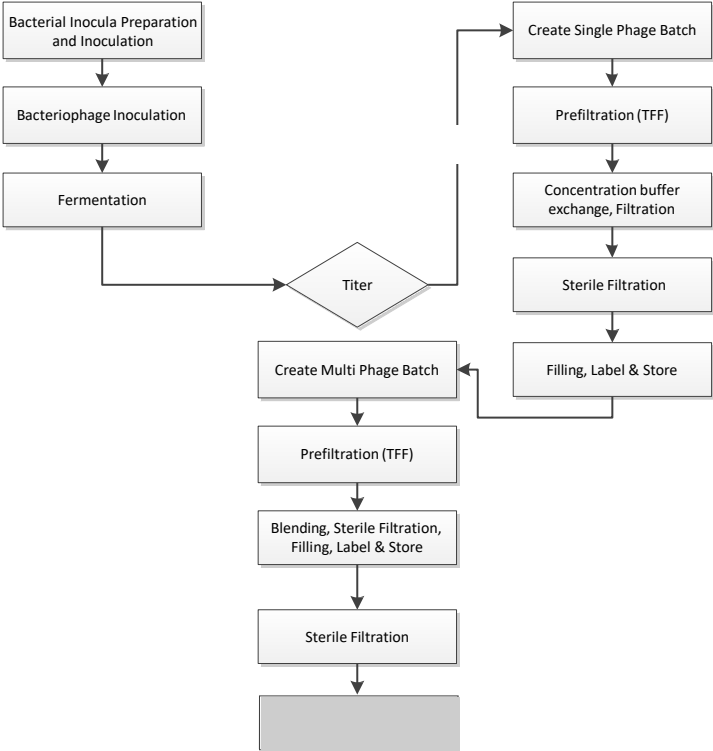 Bacterial Inocula Preparation
and Inoculation
Bacteriophage Inoculation
Fermentation
Titer
Create Single Phage Batch
Prefiltration (TFF)
Concentration buffer
exchange, Filtration
Sterile Filtration
Filling, Label & Store
Create Multi Phage Batch
Prefiltration (TFF)
Blending, Sterile Filtration,
Filling, Label & Store
Sterile Filtration